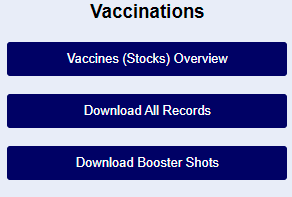 Vaccinations
Vaccines (Stocks) Overview
Download All Records
Download Booster Shots